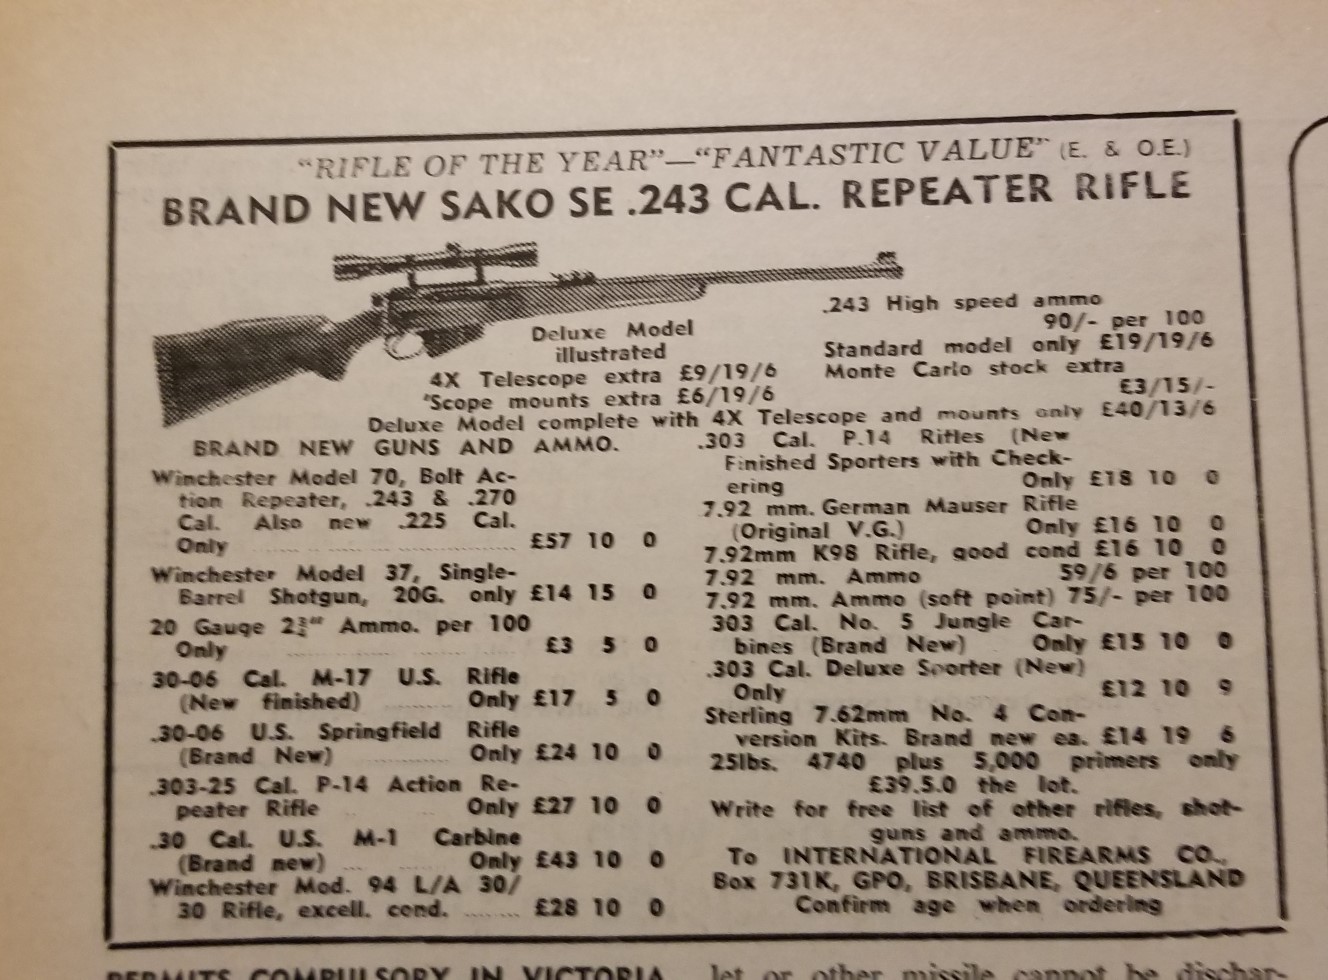 "RIFLE OF THE YEAR"—"FANTASTIC VALUE" (E. & O.E.)
BRAND NEW SAKO SE .243 CAL. REPEATER RIFLE
Deluxe Model
illustrated
4X Telescope extra £9/19/6
'Scope mounts extra £6/19/6
.243 High speed ammo
90/- per 100
Standard model only £19/19/6
Monte Carlo stock extra
£3/15/-
Deluxe Model complete with 4X Telescope and mounts only £40/13/6
BRAND NEW GUNS AND AMMO.
Winchester Model 70, Bolt Ac-
tion Repeater, .243 & .270
Cal. Also new .225 Cal.
Only .... £57 10 0
Winchester Model 37, Single-
Barrel Shotgun, 20G. only £14 15 0
20 Gauge 2¾" Ammo. per 100
Only .... £3 5 0
30-06 Cal. M-17 U.S. Rifle
(New finished) .... Only £17 5 0
.30-06 U.S. Springfield Rifle
(Brand New) .... Only £24 10 0
.303-25 Cal. P-14 Action Re-
peater Rifle .. Only £27 10 0
.30 Cal. U.S. M-1 Carbine
(Brand new) .... Only £43 10 0
Winchester Mod. 94 L/A 30/
30 Rifle, excell. cond. .... £28 10 0
.303 Cal. P.14 Rifles (New
Finished Sporters with Check-
ering Only £18 10 0
7.92 mm. German Mauser Rifle
(Original V.G.) Only £16 10 0
7.92mm K98 Rifle, good cond £16 10 0
7.92 mm. Ammo 59/6 per 100
7.92 mm. Ammo (soft point) 75/- per 100
303 Cal. No. 5 Jungle Car-
bines (Brand New) Only £15 10 0
.303 Cal. Deluxe Sporter (New)
Only £12 10 9
Sterling 7.62mm No. 4 Con-
version Kits. Brand new ea. £14 19 6
25lbs. 4740 plus 5,000 primers only
£39.5.0 the lot.
Write for free list of other rifles, shot-
guns and ammo.
To INTERNATIONAL FIREARMS CO.,
Box 731K, GPO, BRISBANE, QUEENSLAND
Confirm age when ordering
PERMITS COMPULSORY IN VICTORIA
let or other missile cannot be dischar-